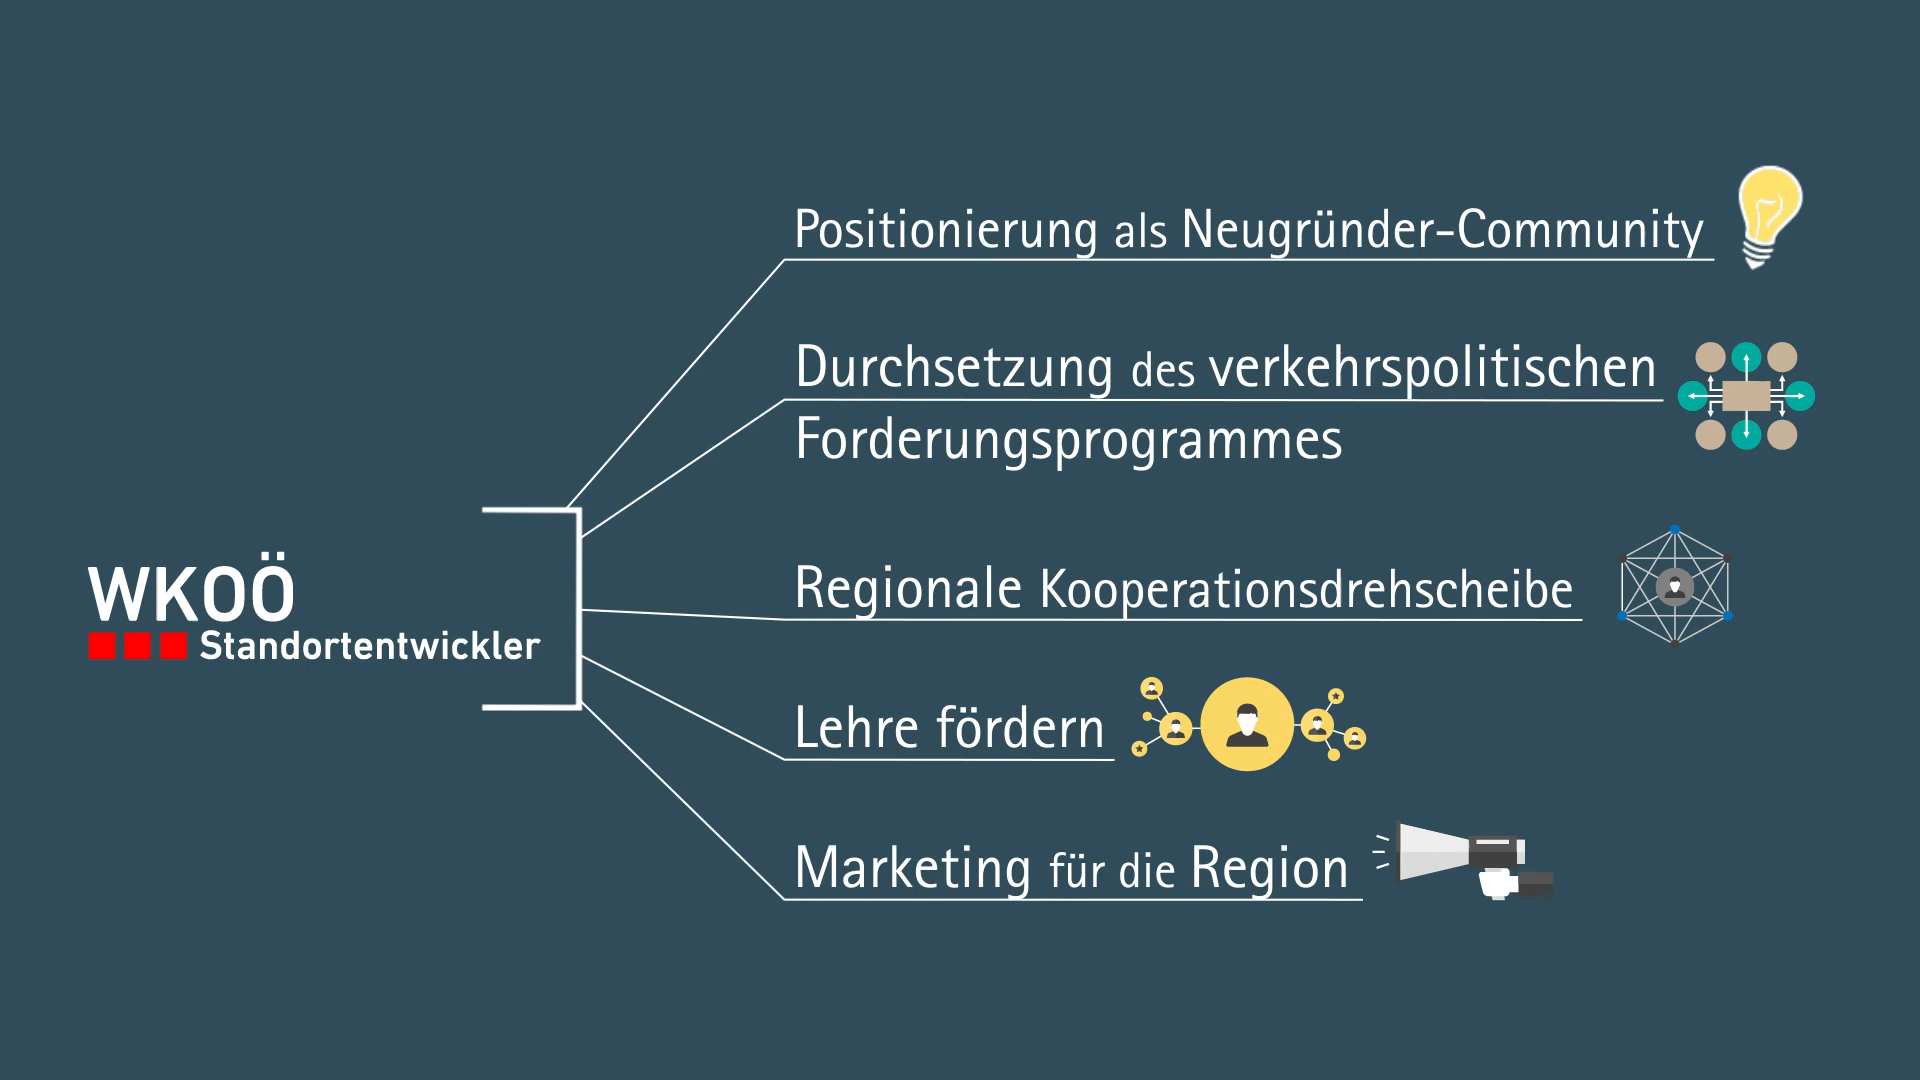 Positionierung als Neugründer-Community
Durchsetzung des verkehrspolitischen
Forderungsprogrammes
WKOÖ
Standortentwickler
Regionale Kooperationsdrehscheibe
Lehre fördern
Marketing für die Region